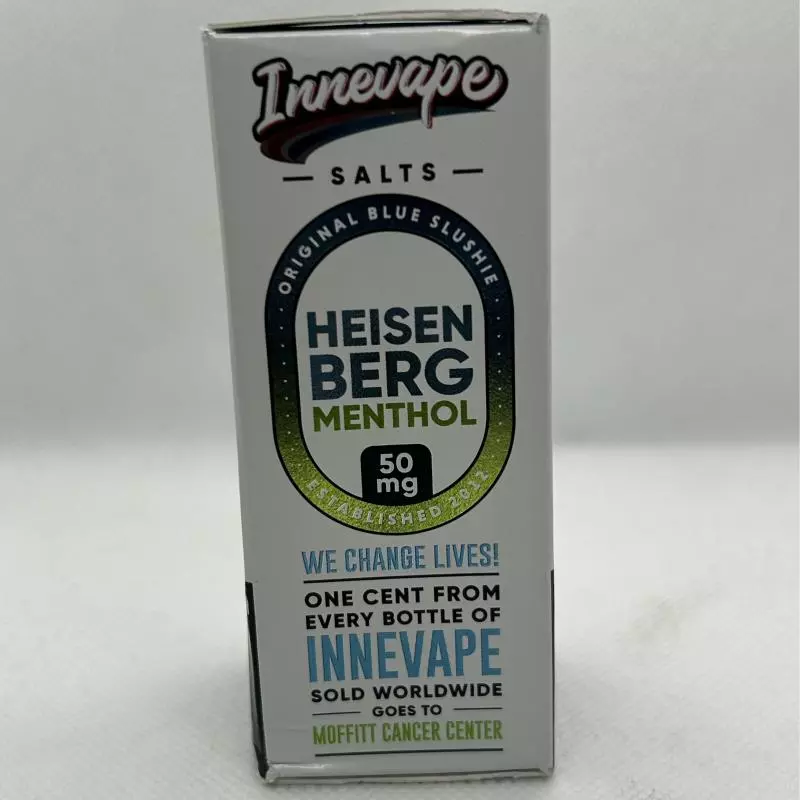 Innevape
SALTS
ORIGINAL BLUE SLUSHIE
HEISEN
BERG
MENTHOL
50
mg
ESTABLISHED 2012
WE CHANGE LIVES!
ONE CENT FROM
EVERY BOTTLE OF
INNEVAPE
SOLD WORLDWIDE
GOES TO
MOFFITT CANCER CENTER